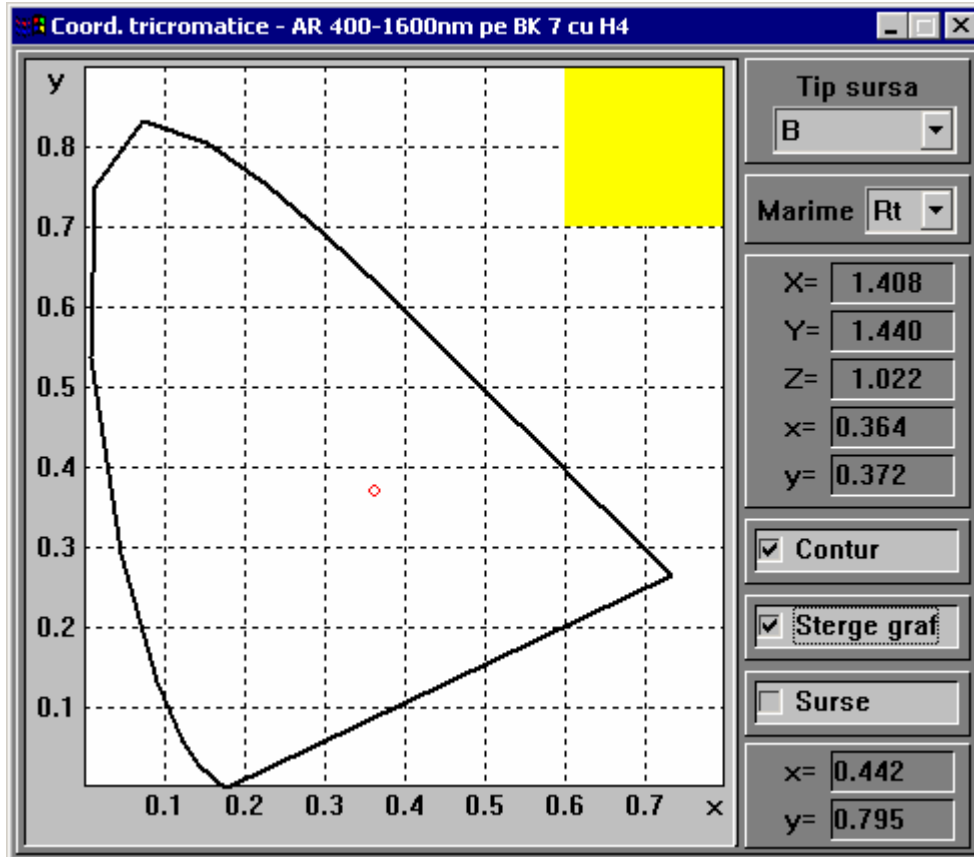 Coord. tricromatice - AR 400-1600nm pe BK 7 cu H4
y
0.8
0.7
0.6
0.5
0.4
0.3
0.2
0.1
0.1 0.2 0.3 0.4 0.5 0.6 0.7 x
Tip sursa
B
Marime Rt
X= 1.408
Y= 1.440
Z= 1.022
x= 0.364
y= 0.372
Contur
Sterge graf
Surse
x= 0.442
y= 0.795